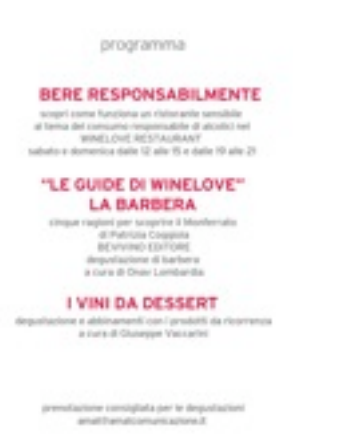 programma
BERE RESPONSABILMENTE
scopri come funziona un ristorante sensibile
al tema del consumo responsabile di alcolici nel
WINELOVE RESTAURANT
sabato e domenica dalle 12 alle 15 e dalle 19 alle 21
"LE GUIDE DI WINELOVE"
LA BARBERA
cinque ragioni per scoprire il Monferrato
di Patrizia
BEVIVINO EDITORE
degustazione di barbera
a cura di Onav Lombardia
I VINI DA DESSERT
degustazione e abbinamenti con i prodotti da ricorrenza
a cura di Giuseppe Vaccarini
prenotazione consigliata per le degustazioni